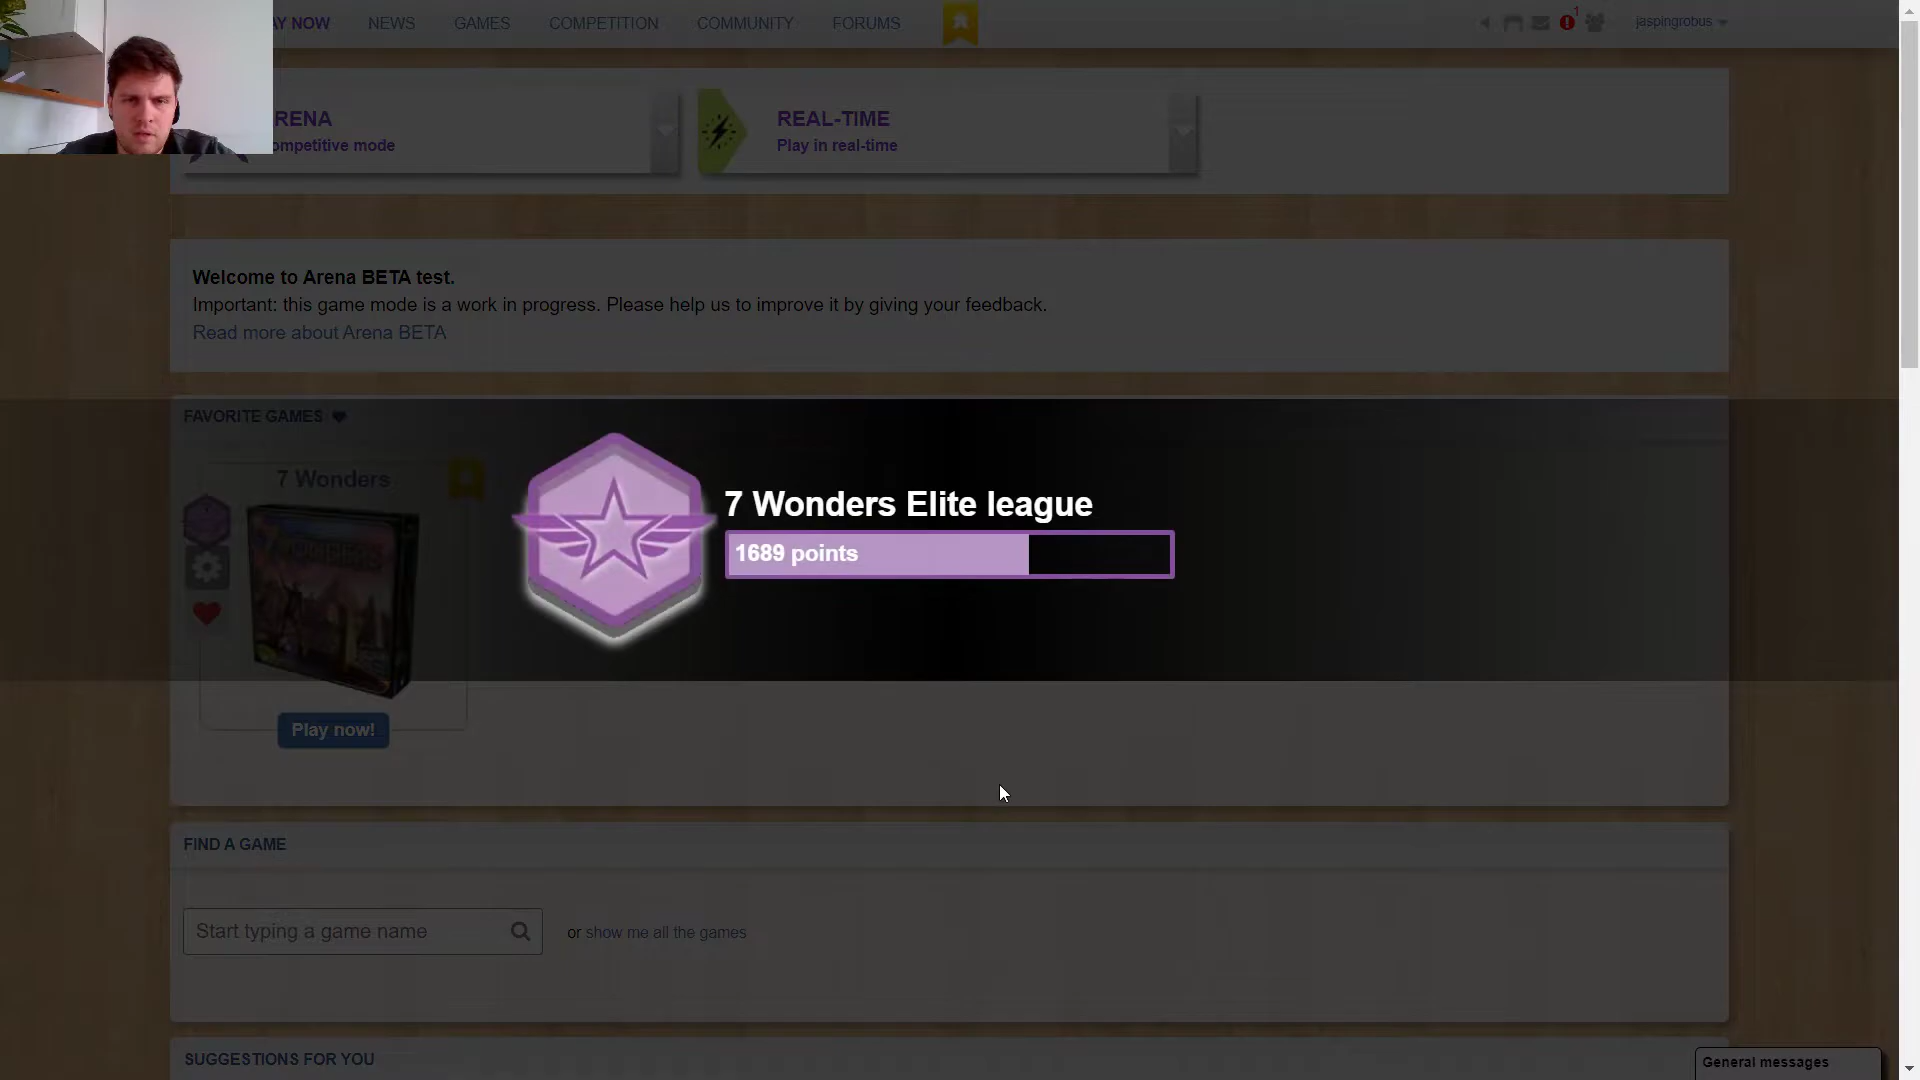 NOW
NEWS
GAMES
COMPETITION
COMMUNITY
FORUMS
1
jaspingrobus
RENA
ompetitive mode
REAL-TIME
Play in real-time
Welcome to Arena BETA test.
Important: this game mode is a work in progress. Please help us to improve it by giving your feedback.
Read more about Arena BETA
FAVORITE GAMES
7 Wonders
7 Wonders Elite league
1689 points
Play now!
FIND A GAME
Start typing a game name
or show me all the games
SUGGESTIONS FOR YOU
General messages